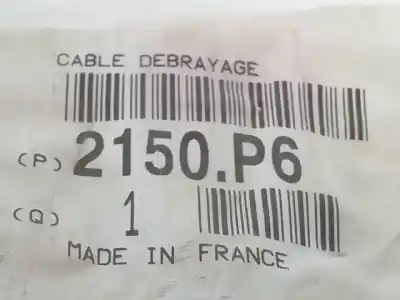 CABLE DEBRAYAGE
(P) 2150.P6
(Q) 1
MADE IN FRANCE